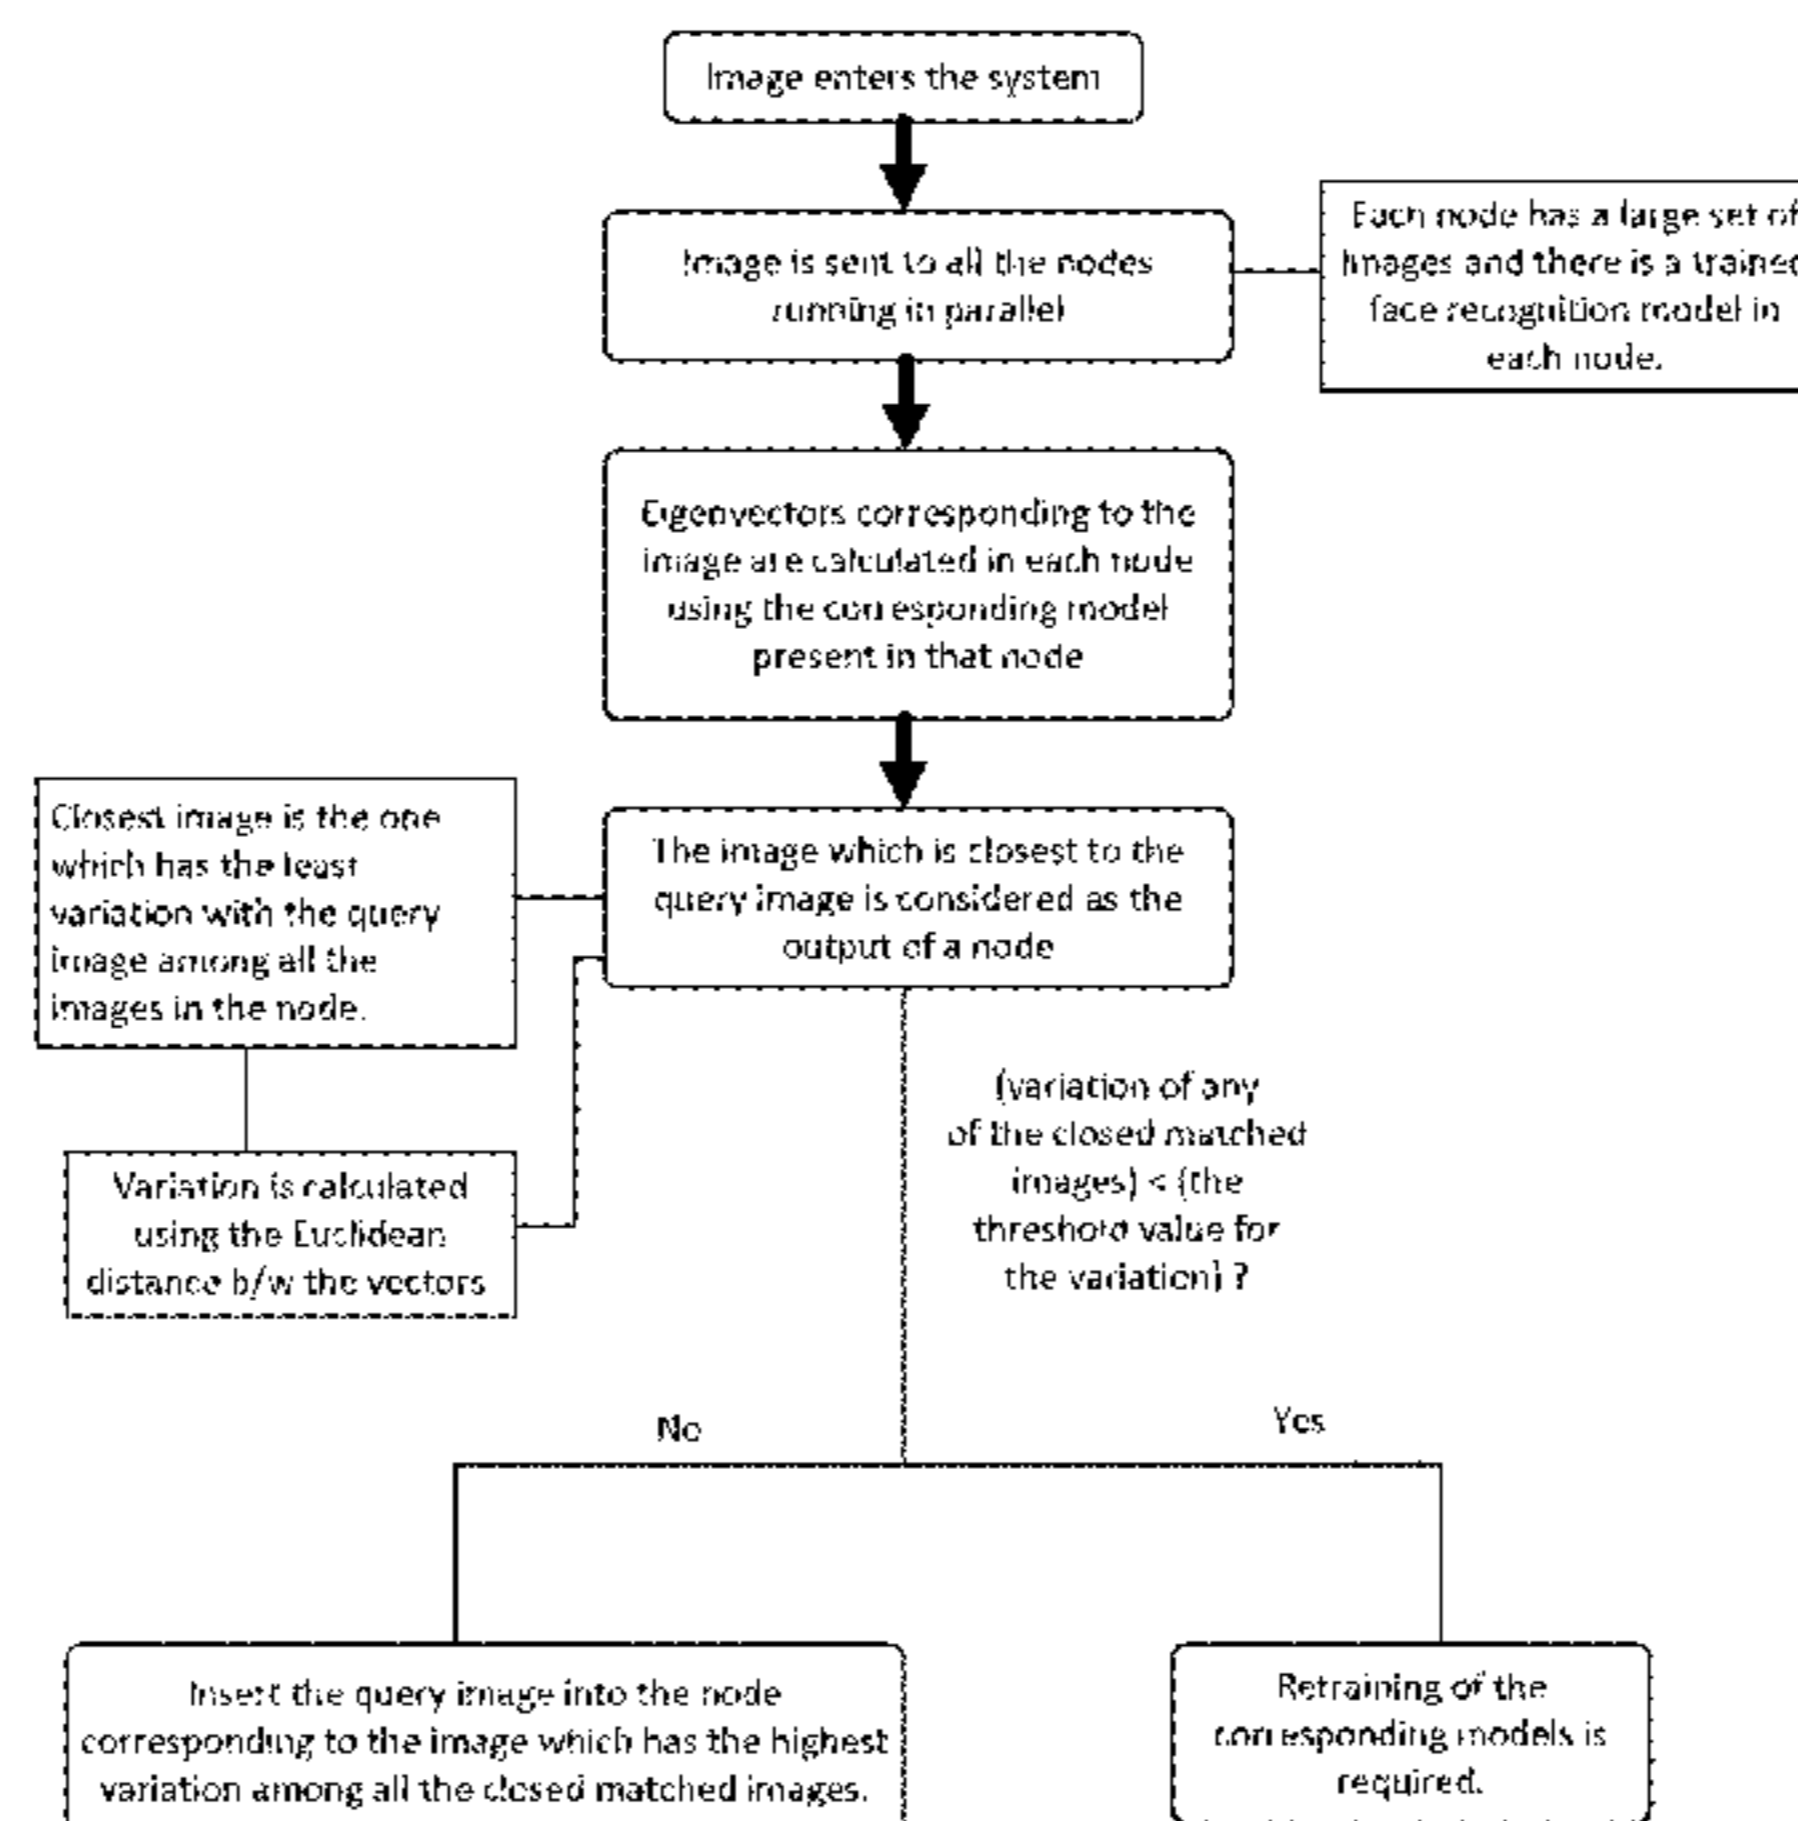 Image enters the system
Image is sent to all the nodes
running in parallel
Each node has a large set of
images and there is a trained
face recognition model in
each node.
Eigenvectors corresponding to the
image are calculated in each node
using the corresponding model
present in that node
Closest image is the one
which has the least
variation with the query
image among all the
images in the node.
The image which is closest to the
query image is considered as the
output of a node
Variation is calculated
using the Euclidean
distance b/w the vectors
(variation of any
of the closed matched
images) < (the
threshold value for
the variation) ?
No
Yes
Insert the query image into the node
corresponding to the image which has the highest
variation among all the closed matched images.
Retraining of the
corresponding models is
required.